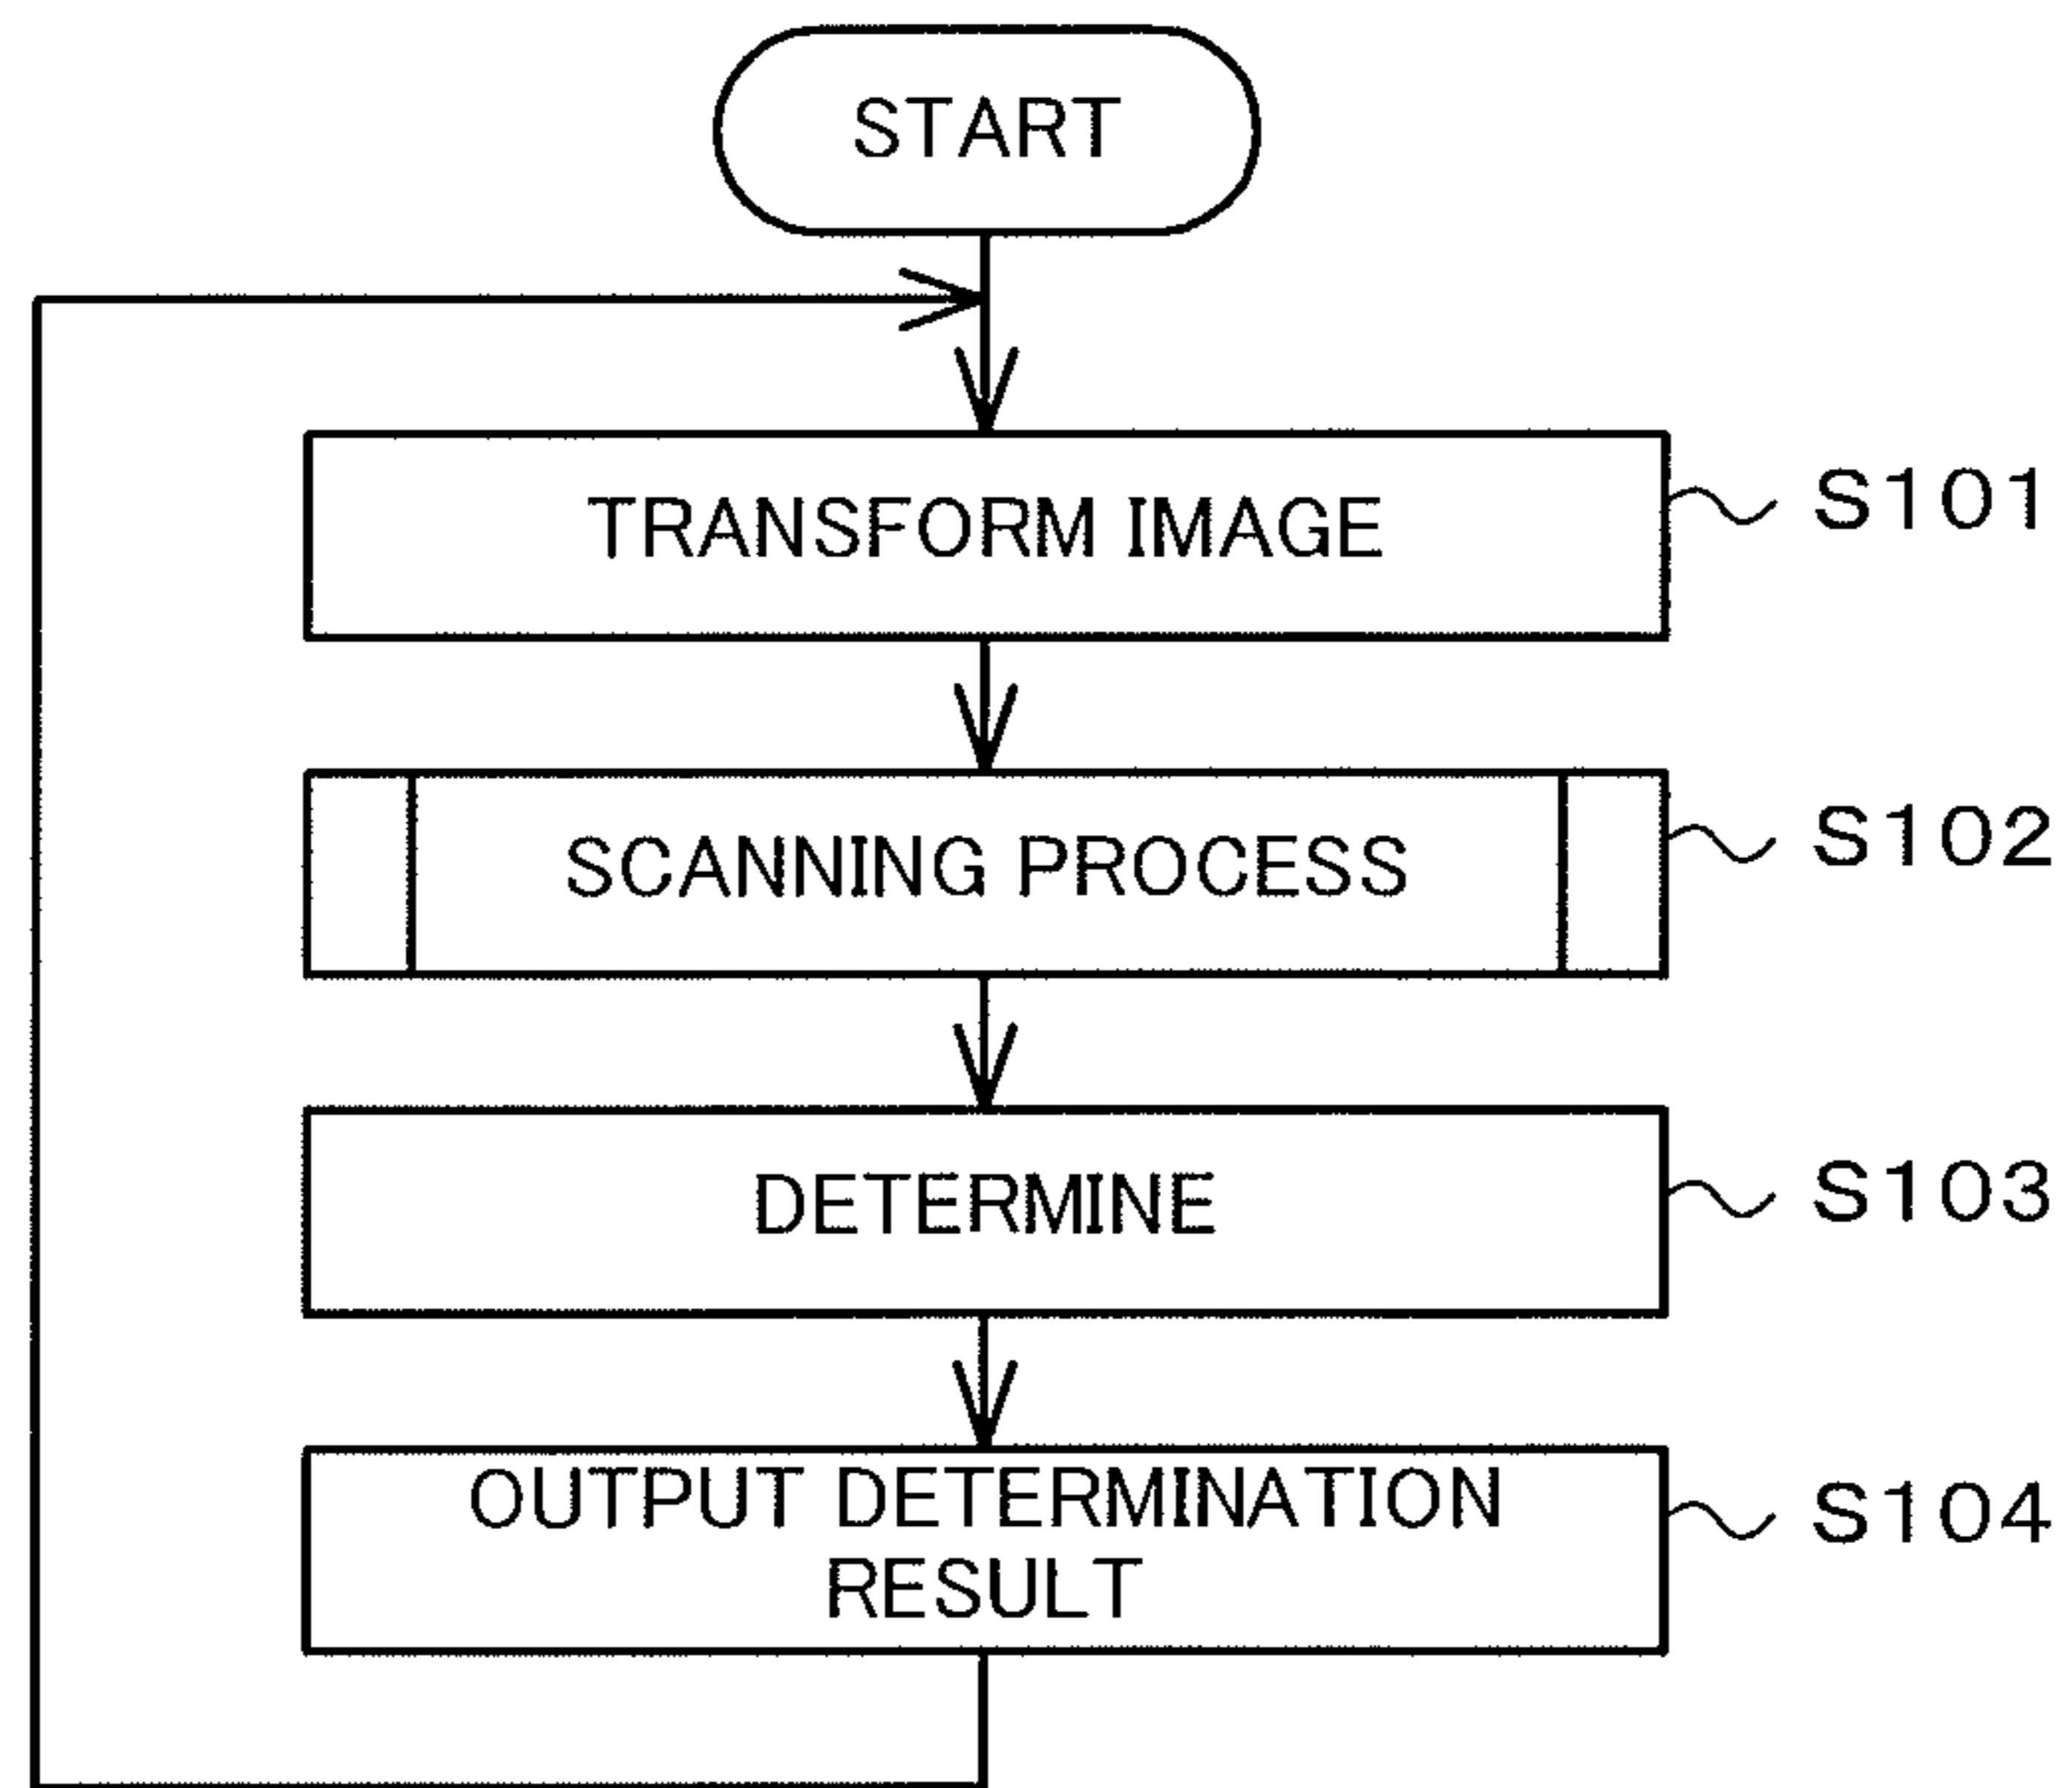 START
TRANSFORM IMAGE
S101
SCANNING PROCESS
S102
DETERMINE
S103
OUTPUT DETERMINATION
RESULT
S104